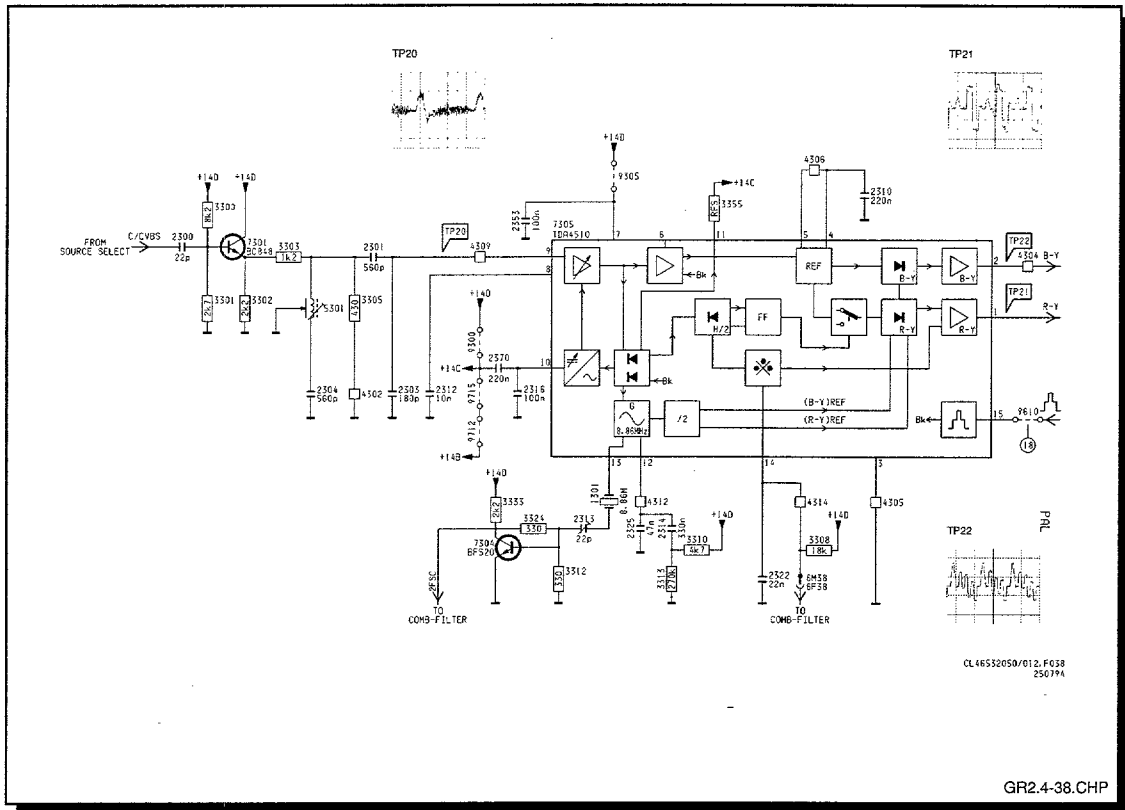 TP20
TP21
+14D
9305
4306
2310
220n
+14C
3355
RFS
2353
100n
7305
TDA4510
+14D
+14D
3300
8k2
C/CVBS
FROM
SOURCE SELECT
2300
22p
7301
BC848
3303
1k2
2301
560p
TP20
4309
3301
2k7
3302
2k2
5301
3305
430
2304
560p
4302
2303
180p
2312
10n
+14D
9300
+14C
2370
220n
9715
9712
+14B
2316
100n
7
6
11
5
4
9
8
10
13
12
14
3
2
1
15
REF
B-Y
B-Y
R-Y
R-Y
Bk
H/2
FF
Bk
G
8.86MHz
/2
(B-Y)REF
(R-Y)REF
Bk
TP22
4304
B-Y
TP21
R-Y
9610
18
+14D
3333
2k2
7304
BFS20
3324
330
2313
22p
1301
8.86M
3312
330
2FSC
TO
COMB-FILTER
4312
2325
47n
2314
330n
3310
4k7
+14D
3313
270k
2322
22n
4314
+14D
3308
18k
6M38
6F38
TO
COMB-FILTER
4305
PAL
TP22
CL46532050/012.F038
250794
GR2.4-38.CHP